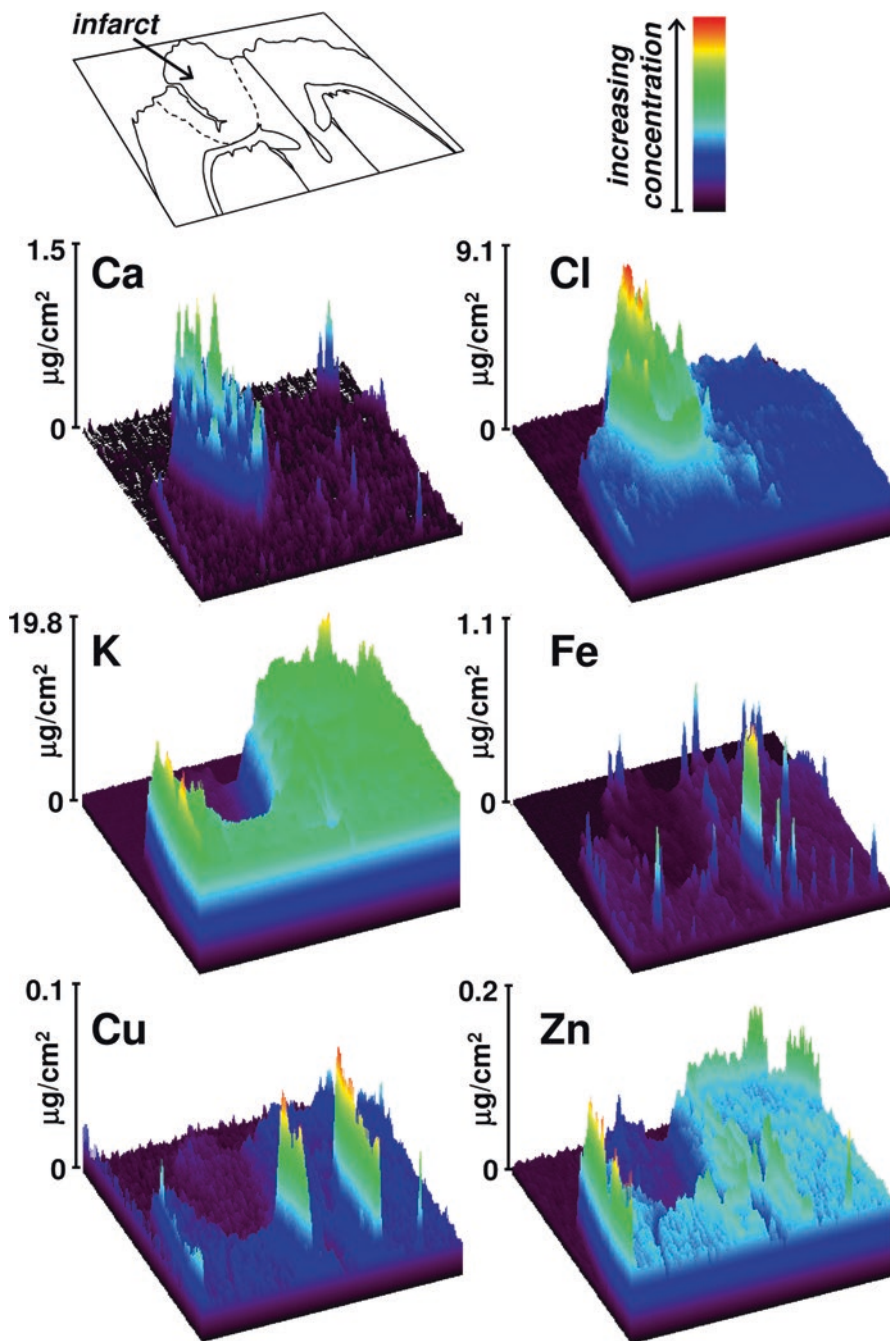 infarct
increasing
concentration
1.5
Ca
µg/cm²
0
9.1
Cl
µg/cm²
0
19.8
K
µg/cm²
0
1.1
Fe
µg/cm²
0
0.1
Cu
µg/cm²
0
0.2
Zn
µg/cm²
0